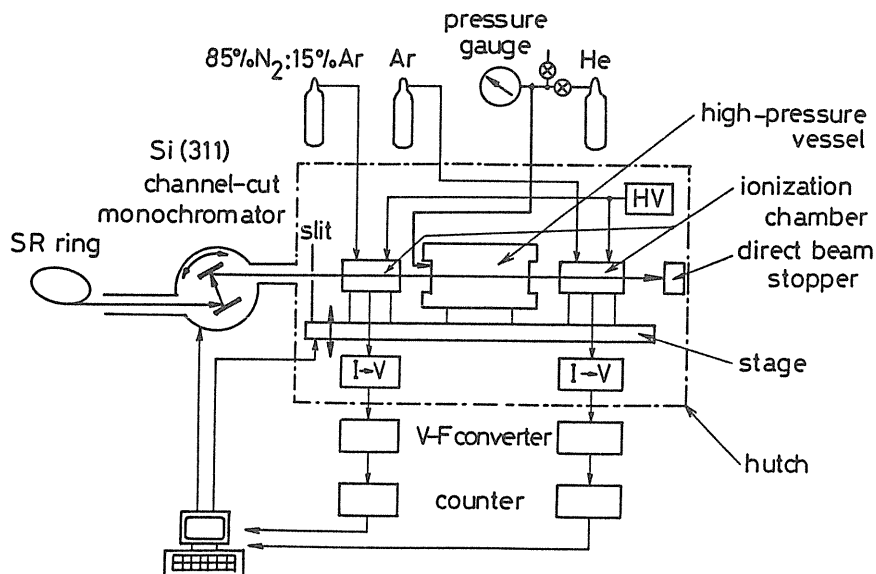 pressure
gauge
85%N₂:15%Ar
Ar
He
high-pressure
vessel
Si(311)
channel-cut
monochromator
HV
ionization
chamber
SR ring
slit
direct beam
stopper
I→V
I→V
stage
V-F converter
hutch
counter